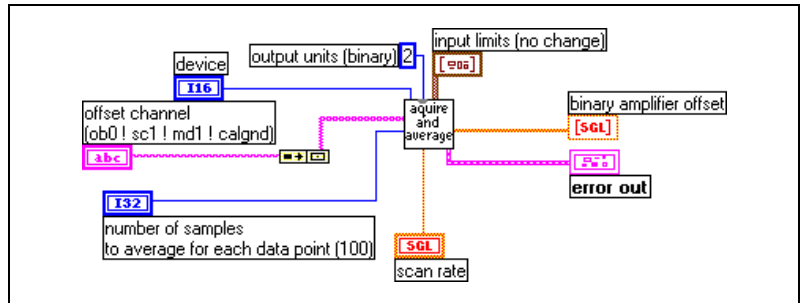 input limits (no change)
output units (binary) 2
device
I16
offset channel
(ob0 ! sc1 ! md1 ! calgnd)
abc
aquire
and
average
binary amplifier offset
[SGL]
error out
I32
number of samples
to average for each data point (100)
SGL
scan rate